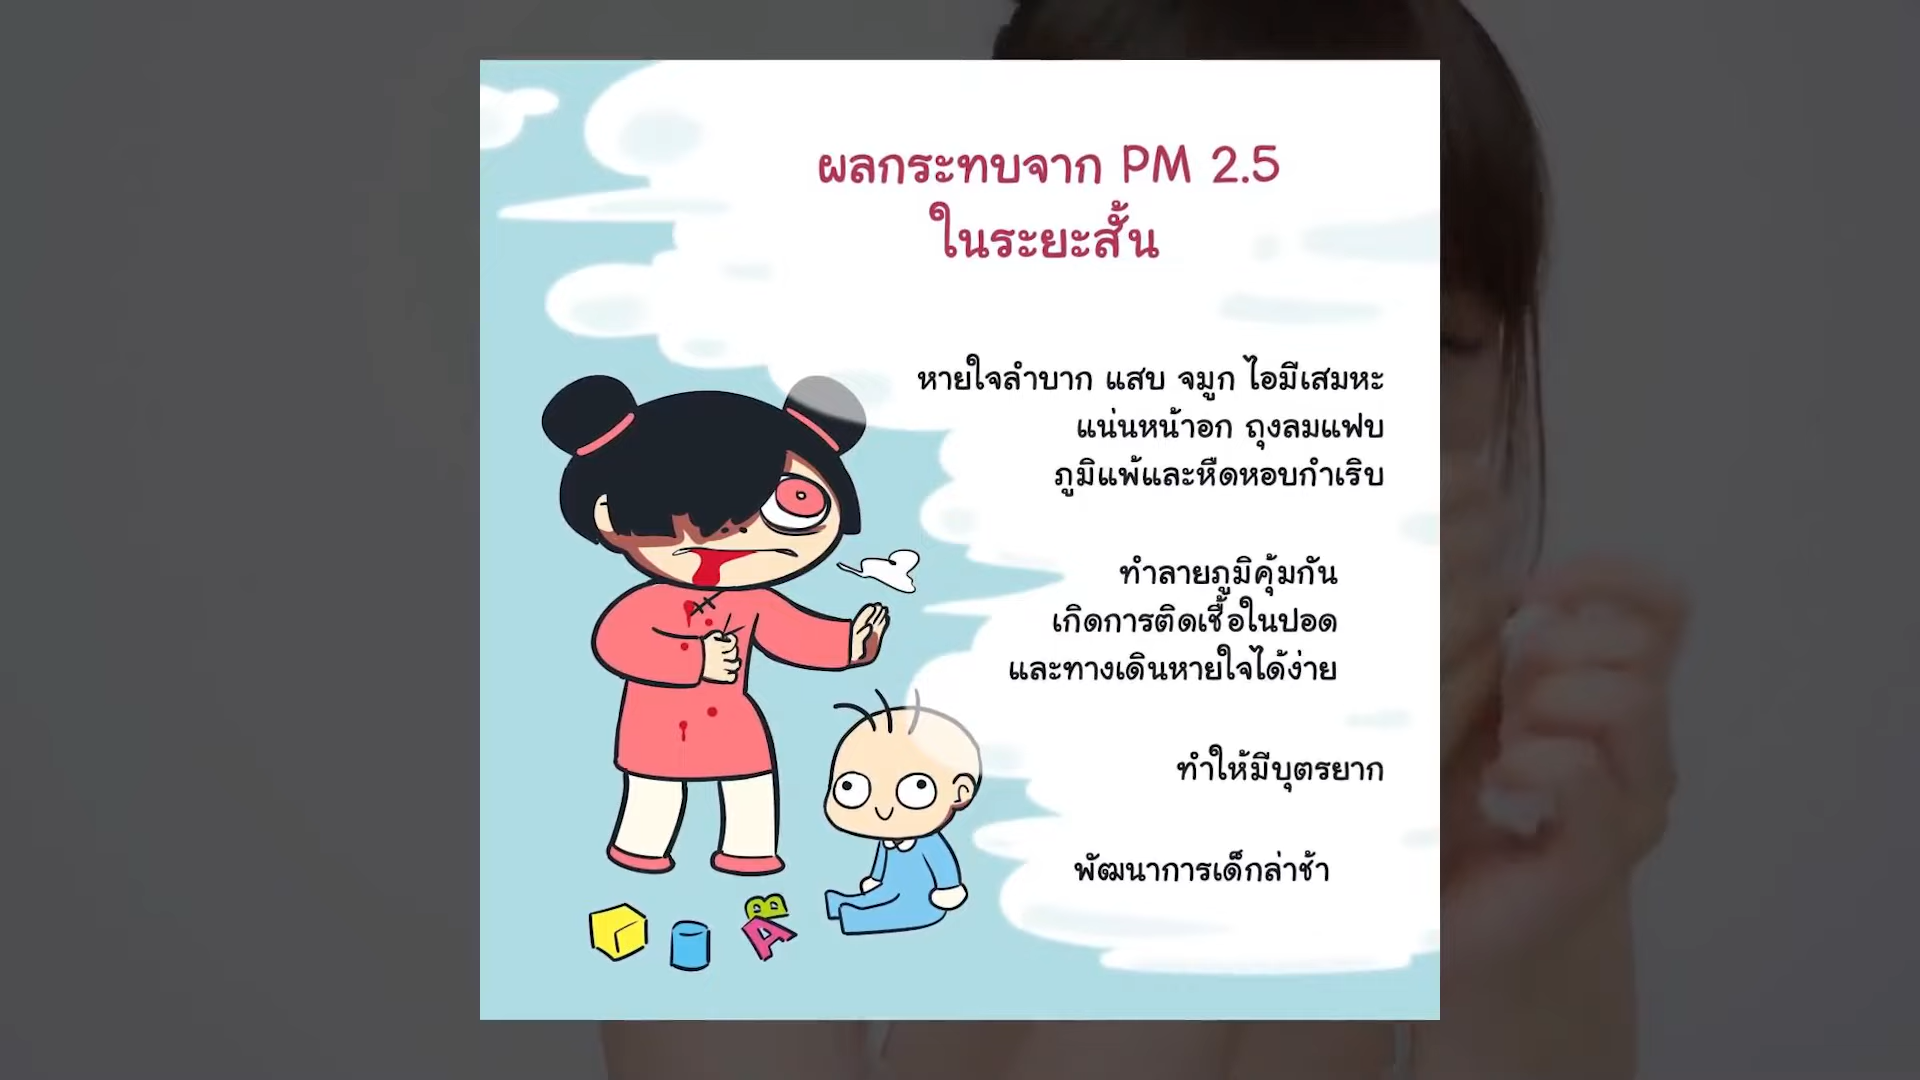 ผลกระทบจาก PM 2.5
ในระยะสั้น
หายใจลำบาก แสบ จมูก ไอมีเสมหะ
แน่นหน้าอก ถุงลมแฟบ
ภูมิแพ้และหืดหอบกำเริบ
ทำลายภูมิคุ้มกัน
เกิดการติดเชื้อในปอด
และทางเดินหายใจได้ง่าย
ทำให้มีบุตรยาก
พัฒนาการเด็กล่าช้า
B
A